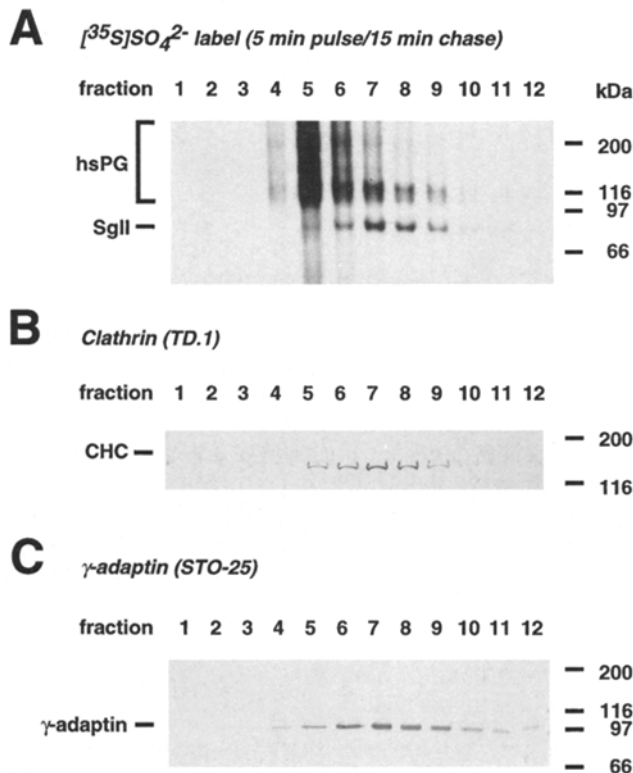 A [³⁵S]SO₄²⁻ label (5 min pulse/15 min chase)
fraction 1 2 3 4 5 6 7 8 9 10 11 12 kDa
hsPG
200
116
SgII
97
66
B Clathrin (TD.1)
fraction 1 2 3 4 5 6 7 8 9 10 11 12
200
CHC
116
C γ-adaptin (STO-25)
fraction 1 2 3 4 5 6 7 8 9 10 11 12
200
116
γ-adaptin
97
66